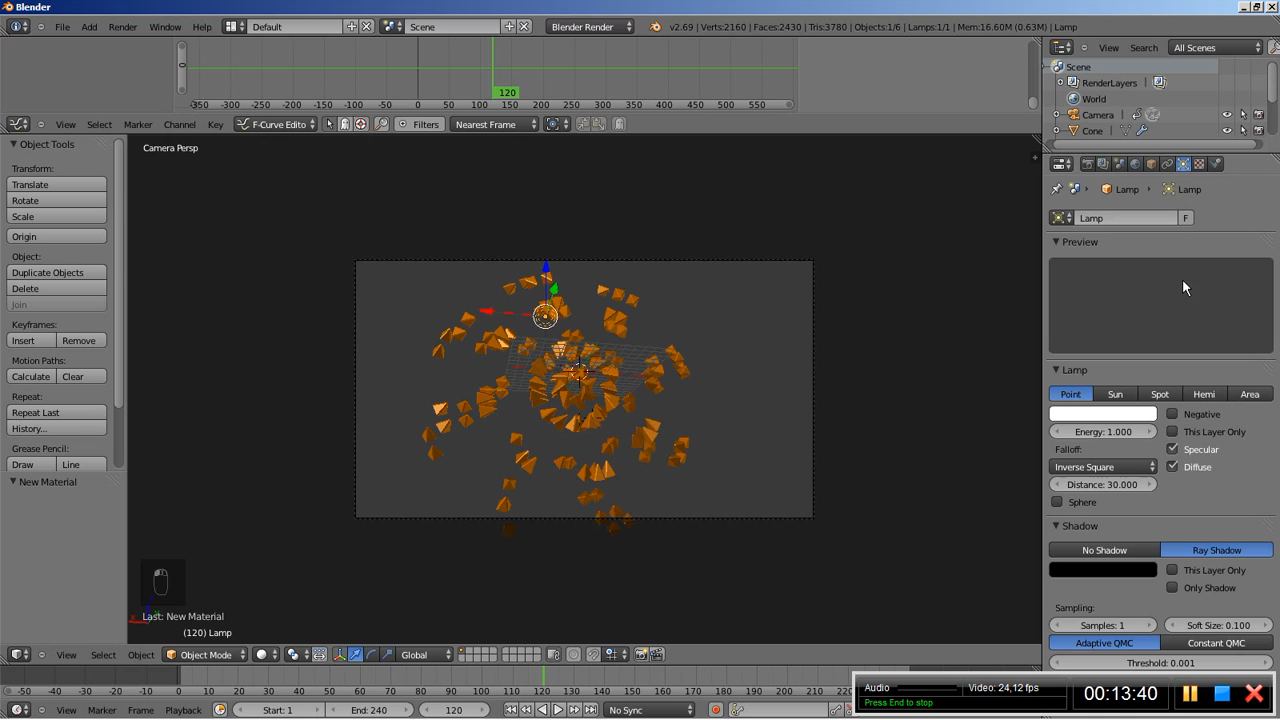 Blender
File Add Render Window Help Default Scene Blender Render v2.69 | Verts:2160 | Faces:2430 | Tris:3780 | Objects:1/6 | Lamps:1/1 | Mem:16.60M (0.63M) | Lamp
View Search All Scenes
Scene
RenderLayers
World
Camera
Cone
120
-350 -300 -250 -200 -150 -100 -50 0 50 100 150 200 250 300 350 400 450 500 550
View Select Marker Channel Key F-Curve Edito Filters Nearest Frame
Object Tools
Transform:
Translate
Rotate
Scale
Origin
Object:
Duplicate Objects
Delete
Join
Keyframes:
Insert Remove
Motion Paths:
Calculate Clear
Repeat:
Repeat Last
History...
Grease Pencil:
Draw Line
New Material
Camera Persp
Last: New Material
(120) Lamp
Lamp Lamp
Lamp F
Preview
Lamp
Point Sun Spot Hemi Area
Negative
Energy: 1.000 This Layer Only
Falloff: Specular
Inverse Square Diffuse
Distance: 30.000
Sphere
Shadow
No Shadow Ray Shadow
This Layer Only
Only Shadow
Sampling:
Samples: 1 Soft Size: 0.100
Adaptive QMC Constant QMC
Threshold: 0.001
View Select Object Object Mode Global
-50 -40 -30 -20 -10 0 10 20 30 40 50 60 70 80 90 100 110 120 130 140 150 160 170 180 190 200 210 220
View Marker Frame Playback Start: 1 End: 240 120 No Sync
Audio Video: 24,12 fps
Press End to stop
00:13:40